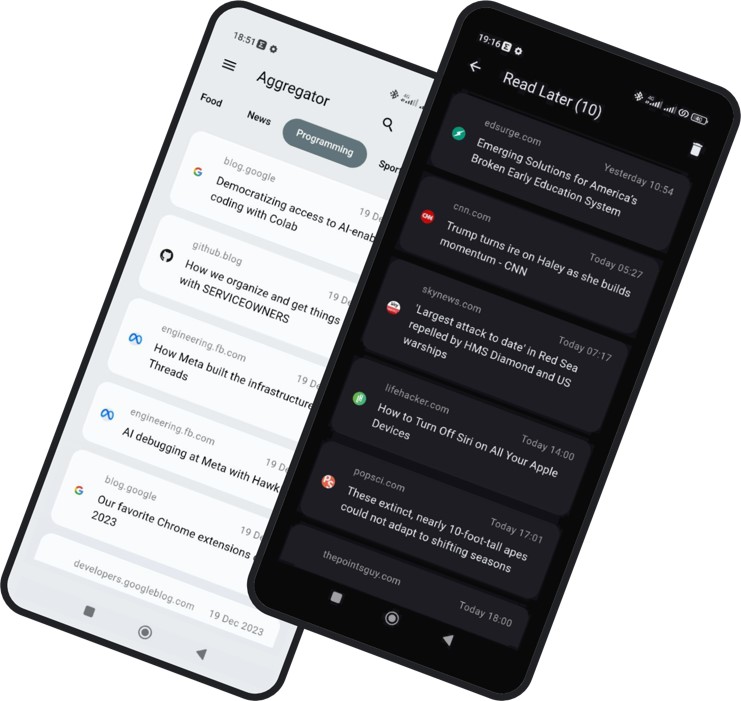 18:51
Aggregator
Food
News
Programming
blog.google
Democratizing access to AI-enab
coding with Colab
github.blog
How we organize and get things
with SERVICEOWNERS
engineering.fb.com
19 De
How Meta built the infrastructure
Threads
engineering.fb.com
AI debugging at Meta with Hawk
blog.google
Our favorite Chrome extensions
2023
developers.googleblog.com
19 Dec 2023
19:16
Read Later (10)
edsurge.com
Yesterday 10:54
Emerging Solutions for America's
Broken Early Education System
cnn.com
Today 05:27
Trump turns ire on Haley as she builds
momentum - CNN
skynews.com
Today 07:17
'Largest attack to date' in Red Sea
repelled by HMS Diamond and US
warships
lifehacker.com
Today 14:00
How to Turn Off Siri on All Your Apple
Devices
popsci.com
Today 17:01
These extinct, nearly 10-foot-tall apes
could not adapt to shifting seasons
thepointsguy.com
Today 18:00